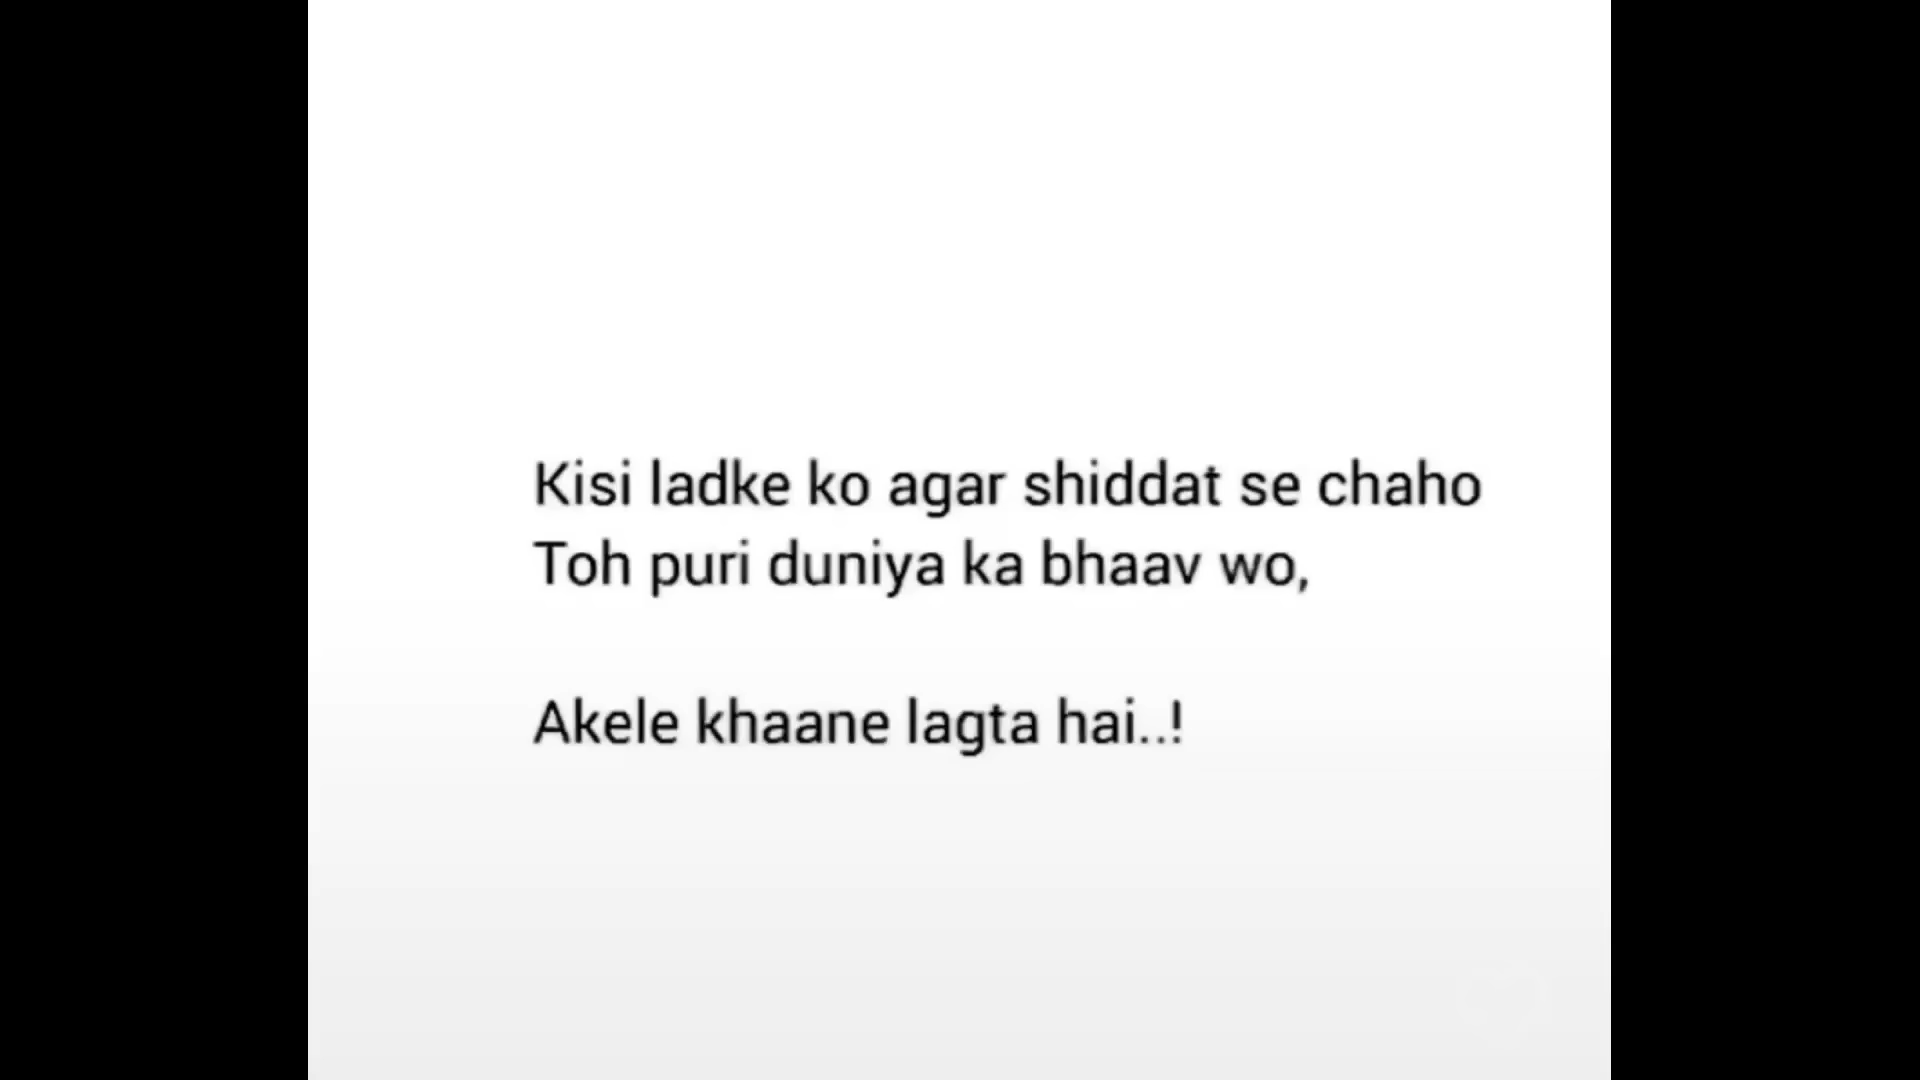 Kisi ladke ko agar shiddat se chaho
Toh puri duniya ka bhaav wo,
Akele khaane lagta hai..!